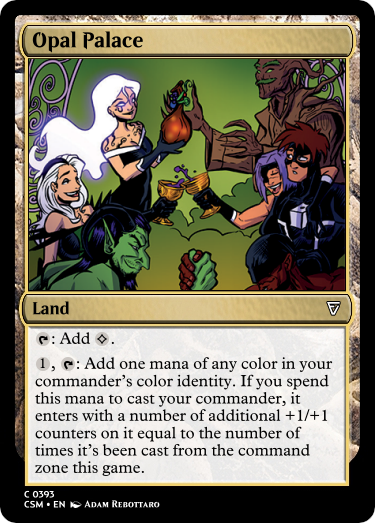 Opal Palace
Land
: Add .
1, : Add one mana of any color in your
commander's color identity. If you spend
this mana to cast your commander, it
enters with a number of additional +1/+1
counters on it equal to the number of
times it's been cast from the command
zone this game.
C 0393
CSM • EN Adam Rebottaro